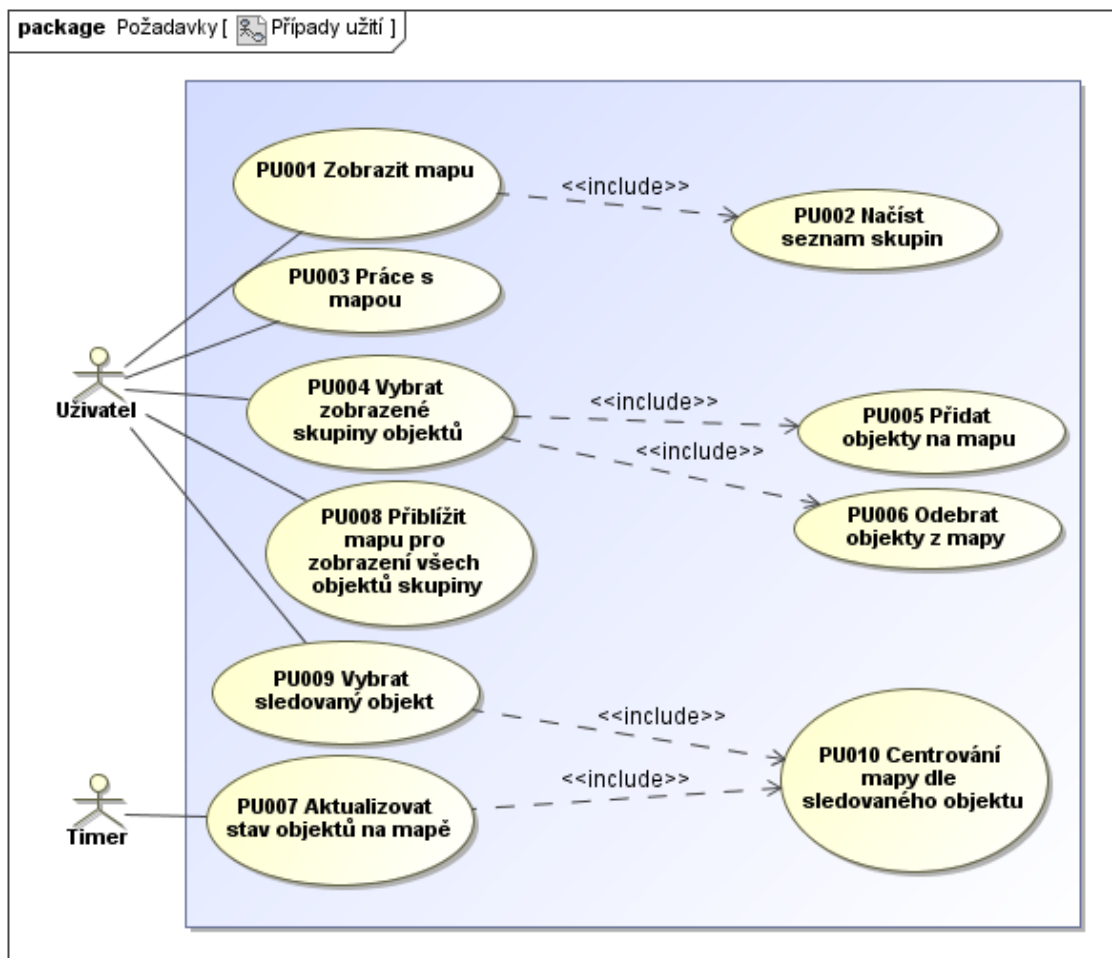 package Požadavky [ Případy užití ]
PU001 Zobrazit mapu
<<include>>
PU002 Načíst
seznam skupin
PU003 Práce s
mapou
Uživatel
PU004 Vybrat
zobrazené
skupiny objektů
<<include>>
<<include>>
PU005 Přidat
objekty na mapu
PU006 Odebrat
objekty z mapy
PU008 Přiblížit
mapu pro
zobrazení všech
objektů skupiny
PU009 Vybrat
sledovaný objekt
<<include>>
PU010 Centrování
mapy dle
sledovaného objektu
<<include>>
Timer
PU007 Aktualizovat
stav objektů na mapě